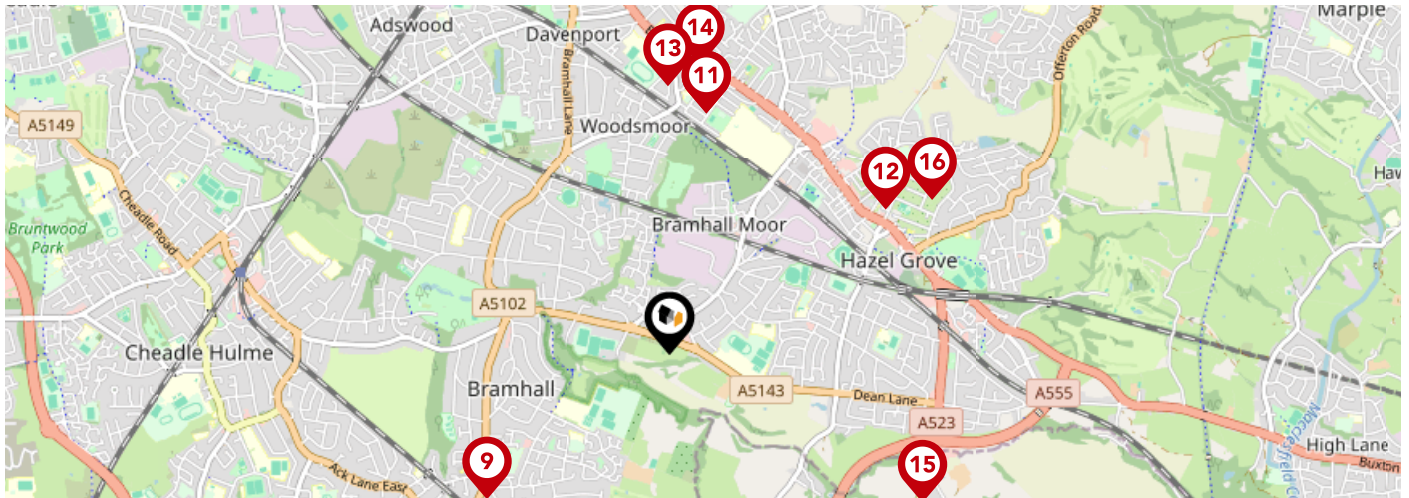 Marple
Adswood
14
Davenport
13
Offerton Road
11
Bramhall Lane
A5149
Woodsmoor
12
16
Cheadle Road
Bruntwood
Park
Bramhall Moor
Hazel Grove
A5102
Cheadle Hulme
Bramhall
A5143
Dean Lane
A555
A523
High Lane
9
15
Ack Lane East
Buxton